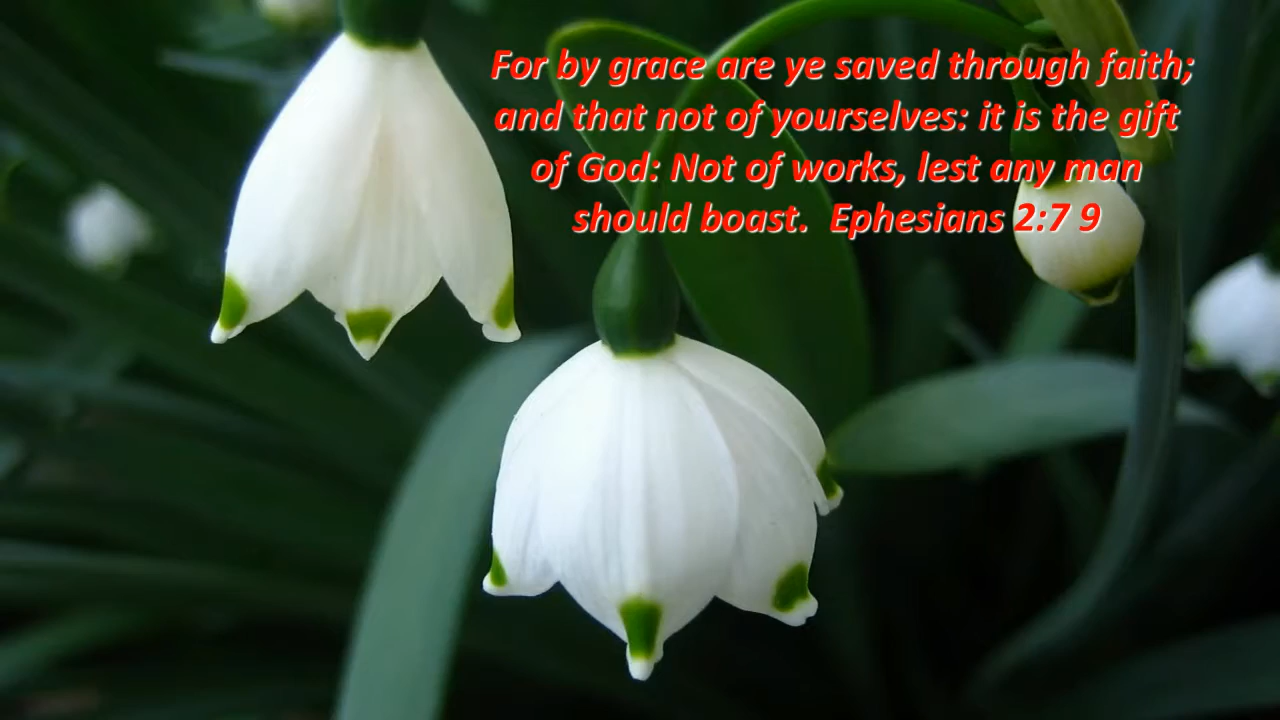 For by grace are ye saved through faith;
and that not of yourselves: it is the gift
of God: Not of works, lest any man
should boast.  Ephesians 2:7 9